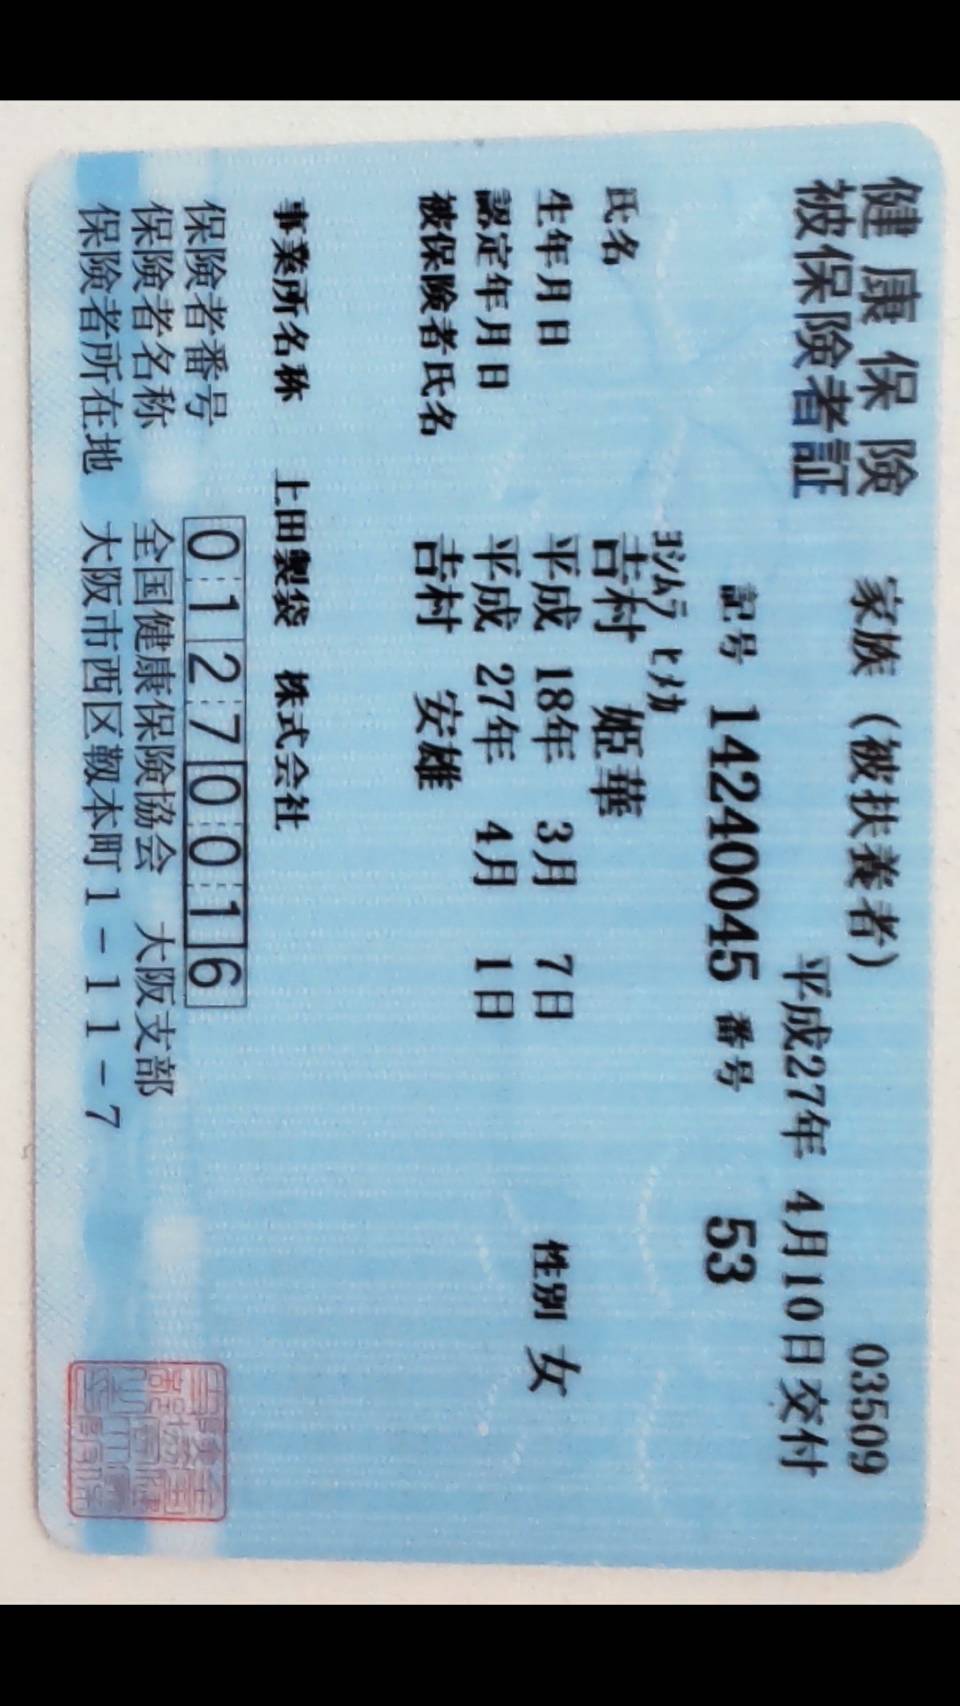 健康保険
被保険者証
家族(被扶養者)
03509
平成27年 4月10日交付
記号 14240045 番号 53
ﾖｼﾑﾗ ﾋﾒｶ
氏名 吉村 姫華
生年月日 平成 18年 3月 7日 性別 女
認定年月日 平成 27年 4月 1日
被保険者氏名 吉村 安雄
事業所名称 上田製袋 株式会社
保険者番号 01270016
保険者名称 全国健康保険協会 大阪支部
保険者所在地 大阪市西区靱本町1-11-7